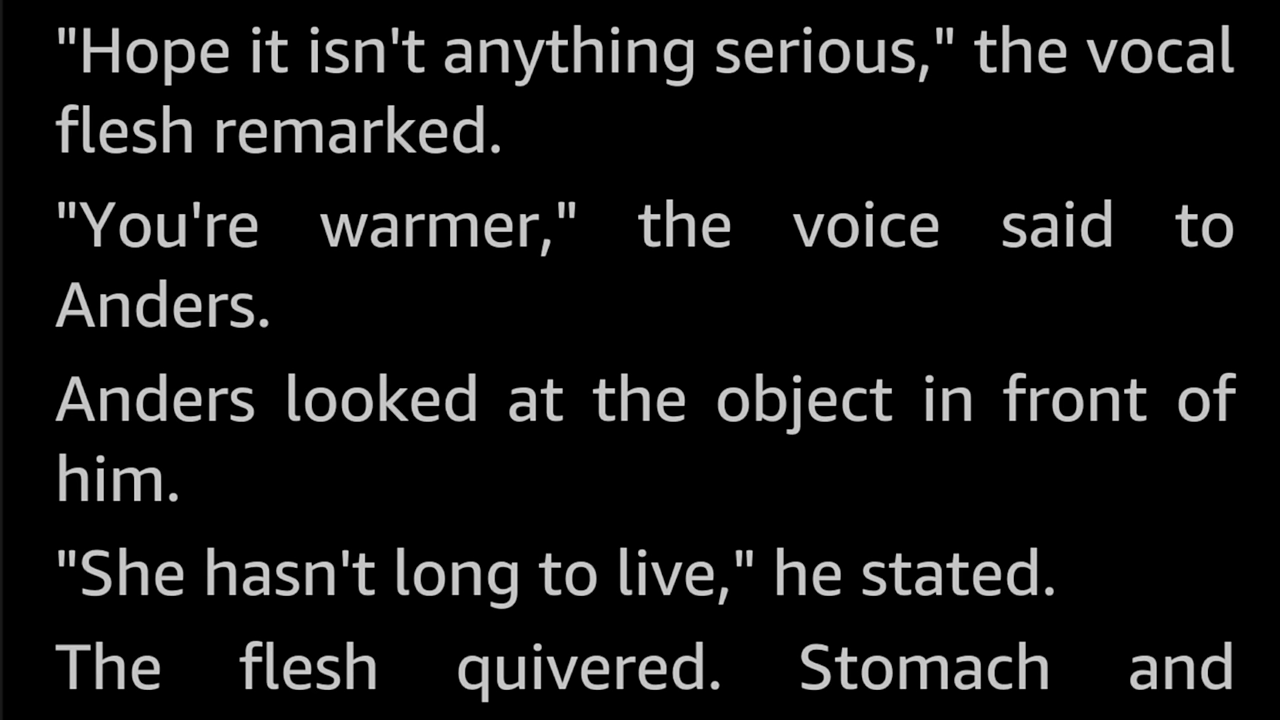 "Hope it isn't anything serious," the vocal
flesh remarked.
"You're warmer," the voice said to
Anders.
Anders looked at the object in front of
him.
"She hasn't long to live," he stated.
The flesh quivered. Stomach and